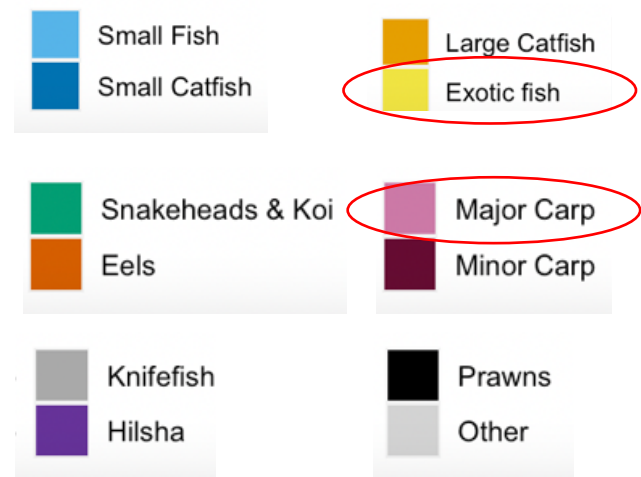 Small Fish
Small Catfish
Large Catfish
Exotic fish
Snakeheads & Koi
Eels
Major Carp
Minor Carp
Knifefish
Hilsha
Prawns
Other